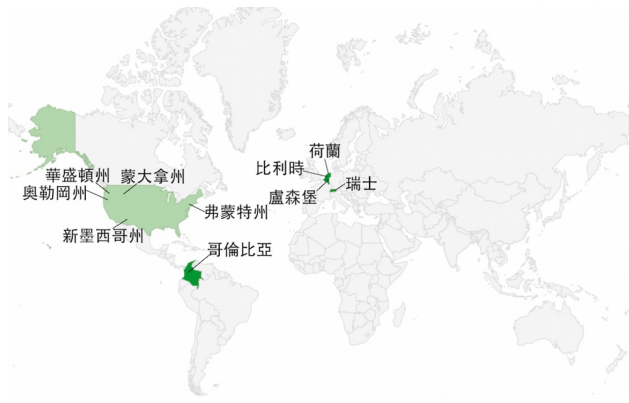 荷蘭
比利時
瑞士
盧森堡
華盛頓州
蒙大拿州
奧勒岡州
弗蒙特州
新墨西哥州
哥倫比亞